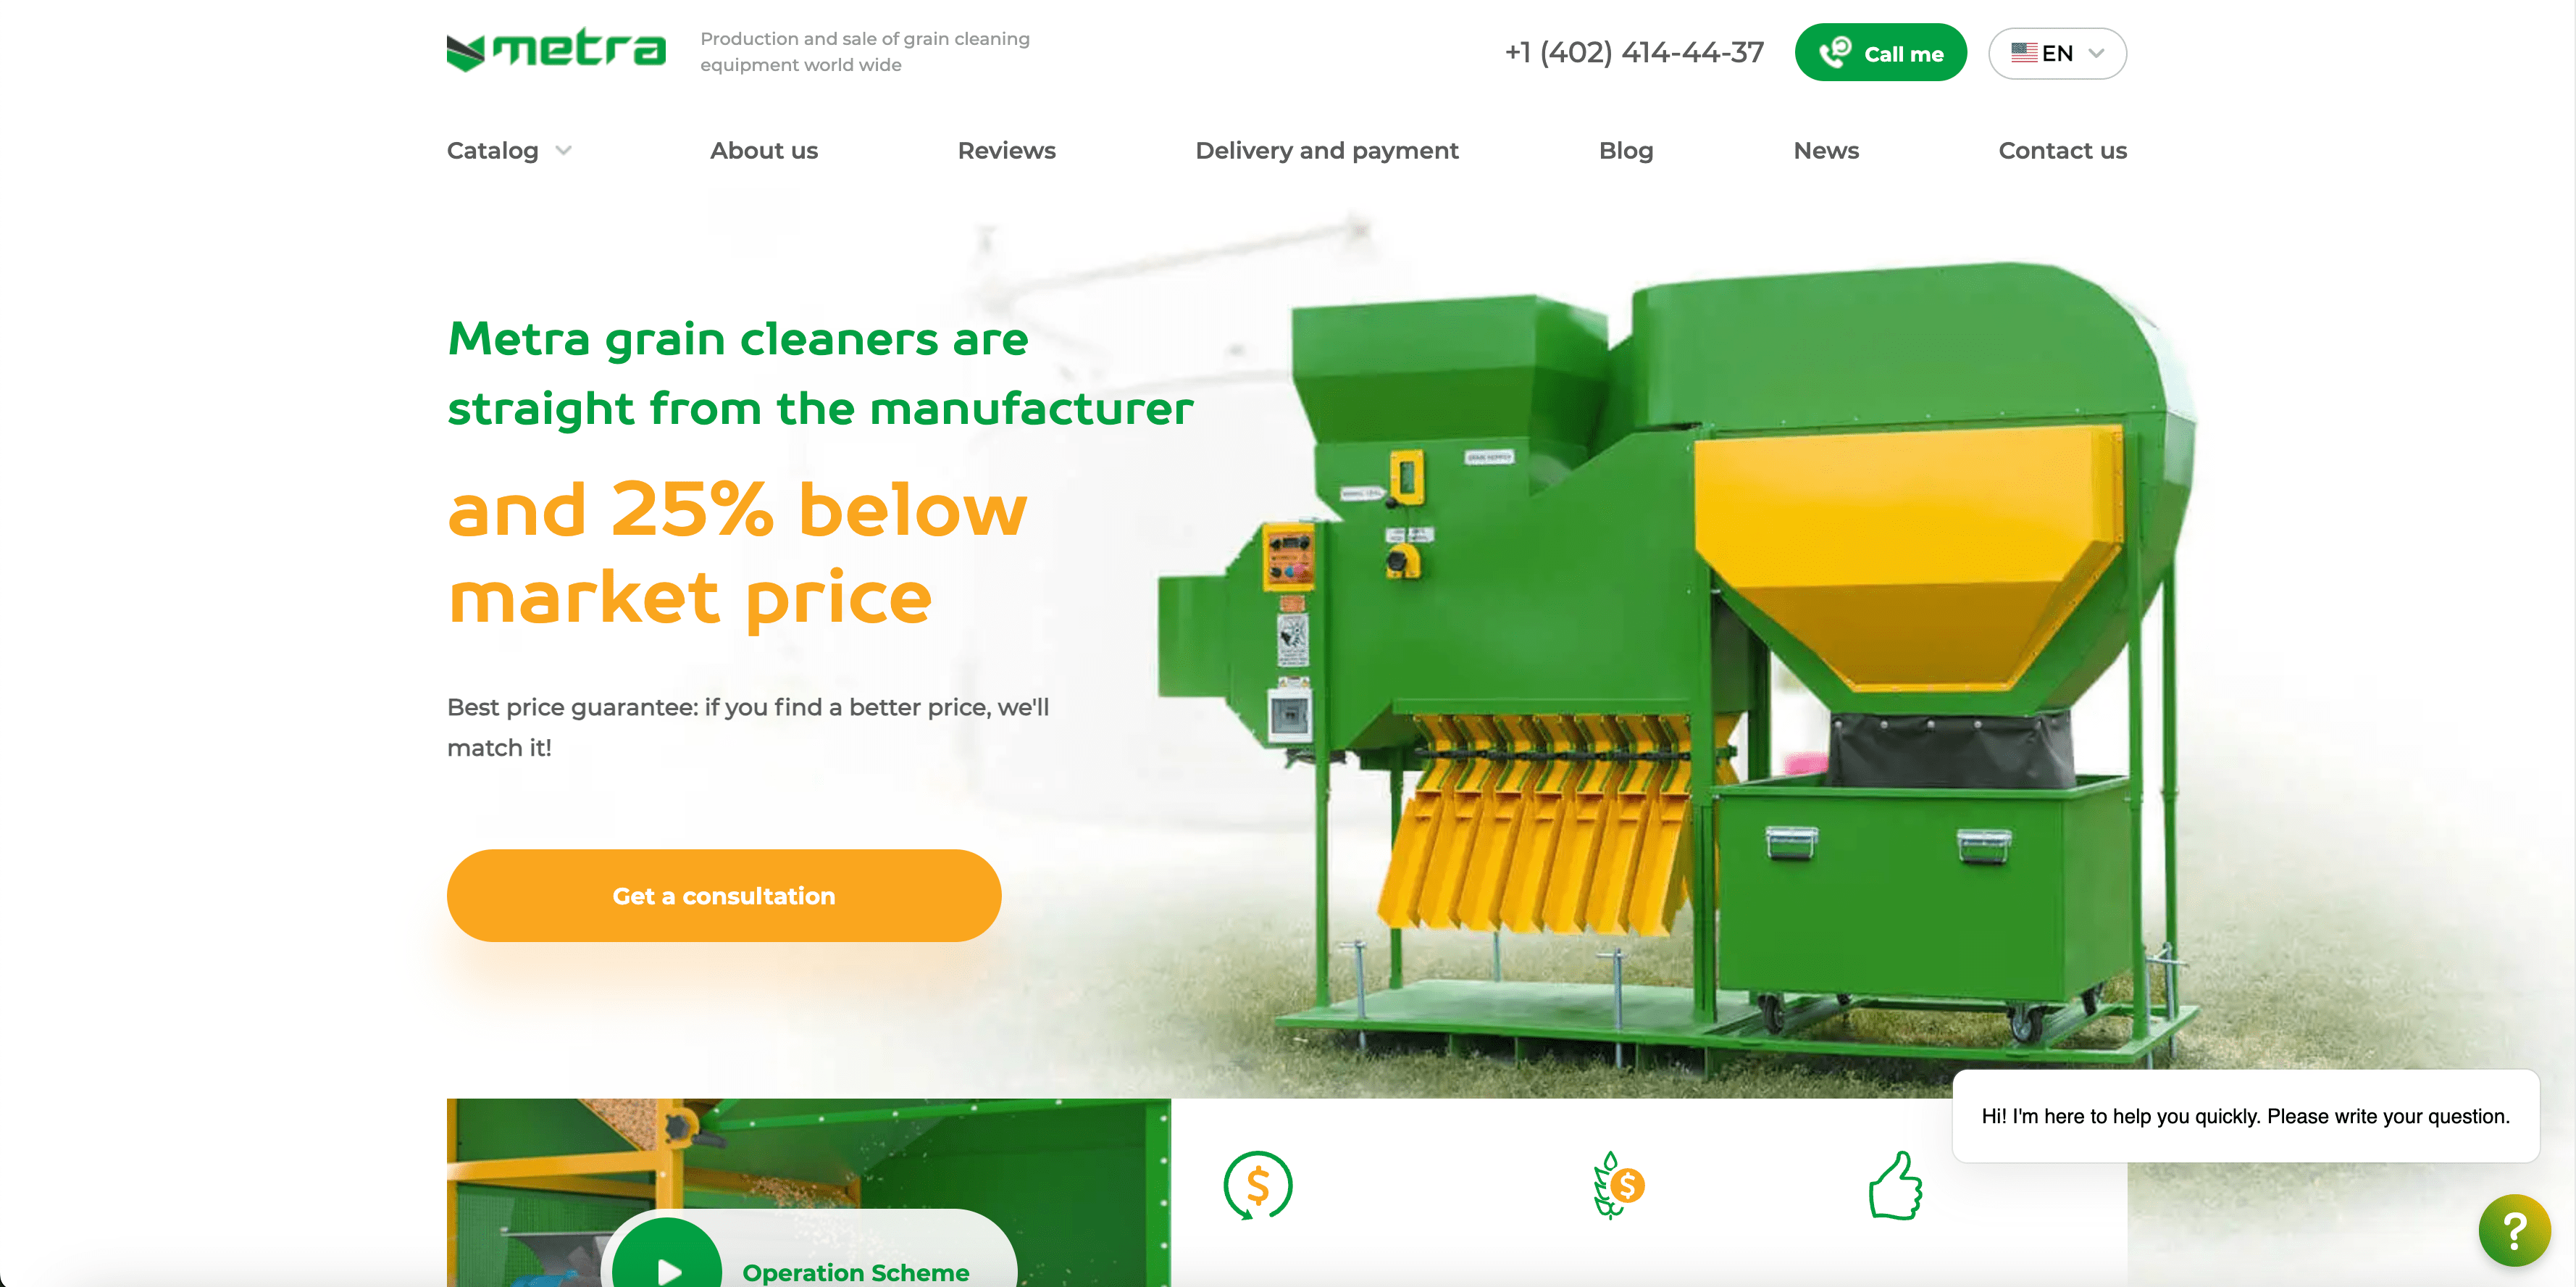 metra
Production and sale of grain cleaning
equipment world wide
+1 (402) 414-44-37
Call me
EN
Catalog
About us
Reviews
Delivery and payment
Blog
News
Contact us
Metra grain cleaners are
straight from the manufacturer
and 25% below
market price
Best price guarantee: if you find a better price, we'll
match it!
Get a consultation
Hi! I'm here to help you quickly. Please write your question.
Operation Scheme